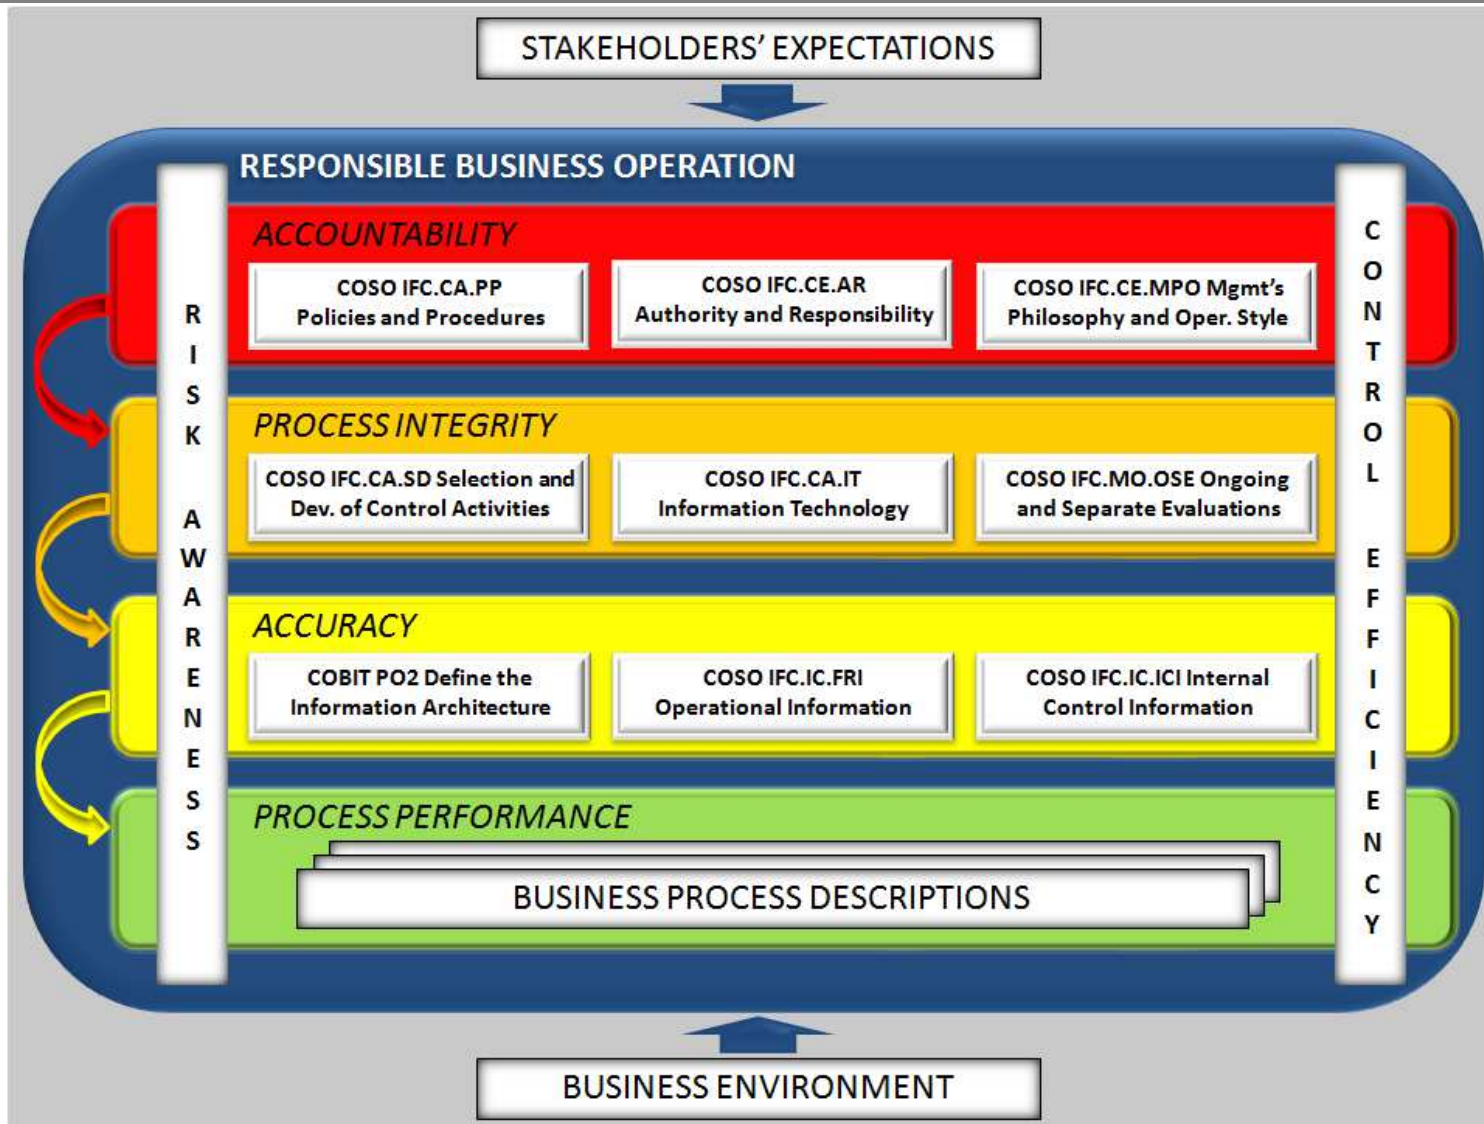 STAKEHOLDERS' EXPECTATIONS
RESPONSIBLE BUSINESS OPERATION
RISK AWARENESS
CONTROL EFFICIENCY
ACCOUNTABILITY
COSO IFC.CA.PP
Policies and Procedures
COSO IFC.CE.AR
Authority and Responsibility
COSO IFC.CE.MPO Mgmt's
Philosophy and Oper. Style
PROCESS INTEGRITY
COSO IFC.CA.SD Selection and
Dev. of Control Activities
COSO IFC.CA.IT
Information Technology
COSO IFC.MO.OSE Ongoing
and Separate Evaluations
ACCURACY
COBIT PO2 Define the
Information Architecture
COSO IFC.IC.FRI
Operational Information
COSO IFC.IC.ICI Internal
Control Information
PROCESS PERFORMANCE
BUSINESS PROCESS DESCRIPTIONS
BUSINESS ENVIRONMENT